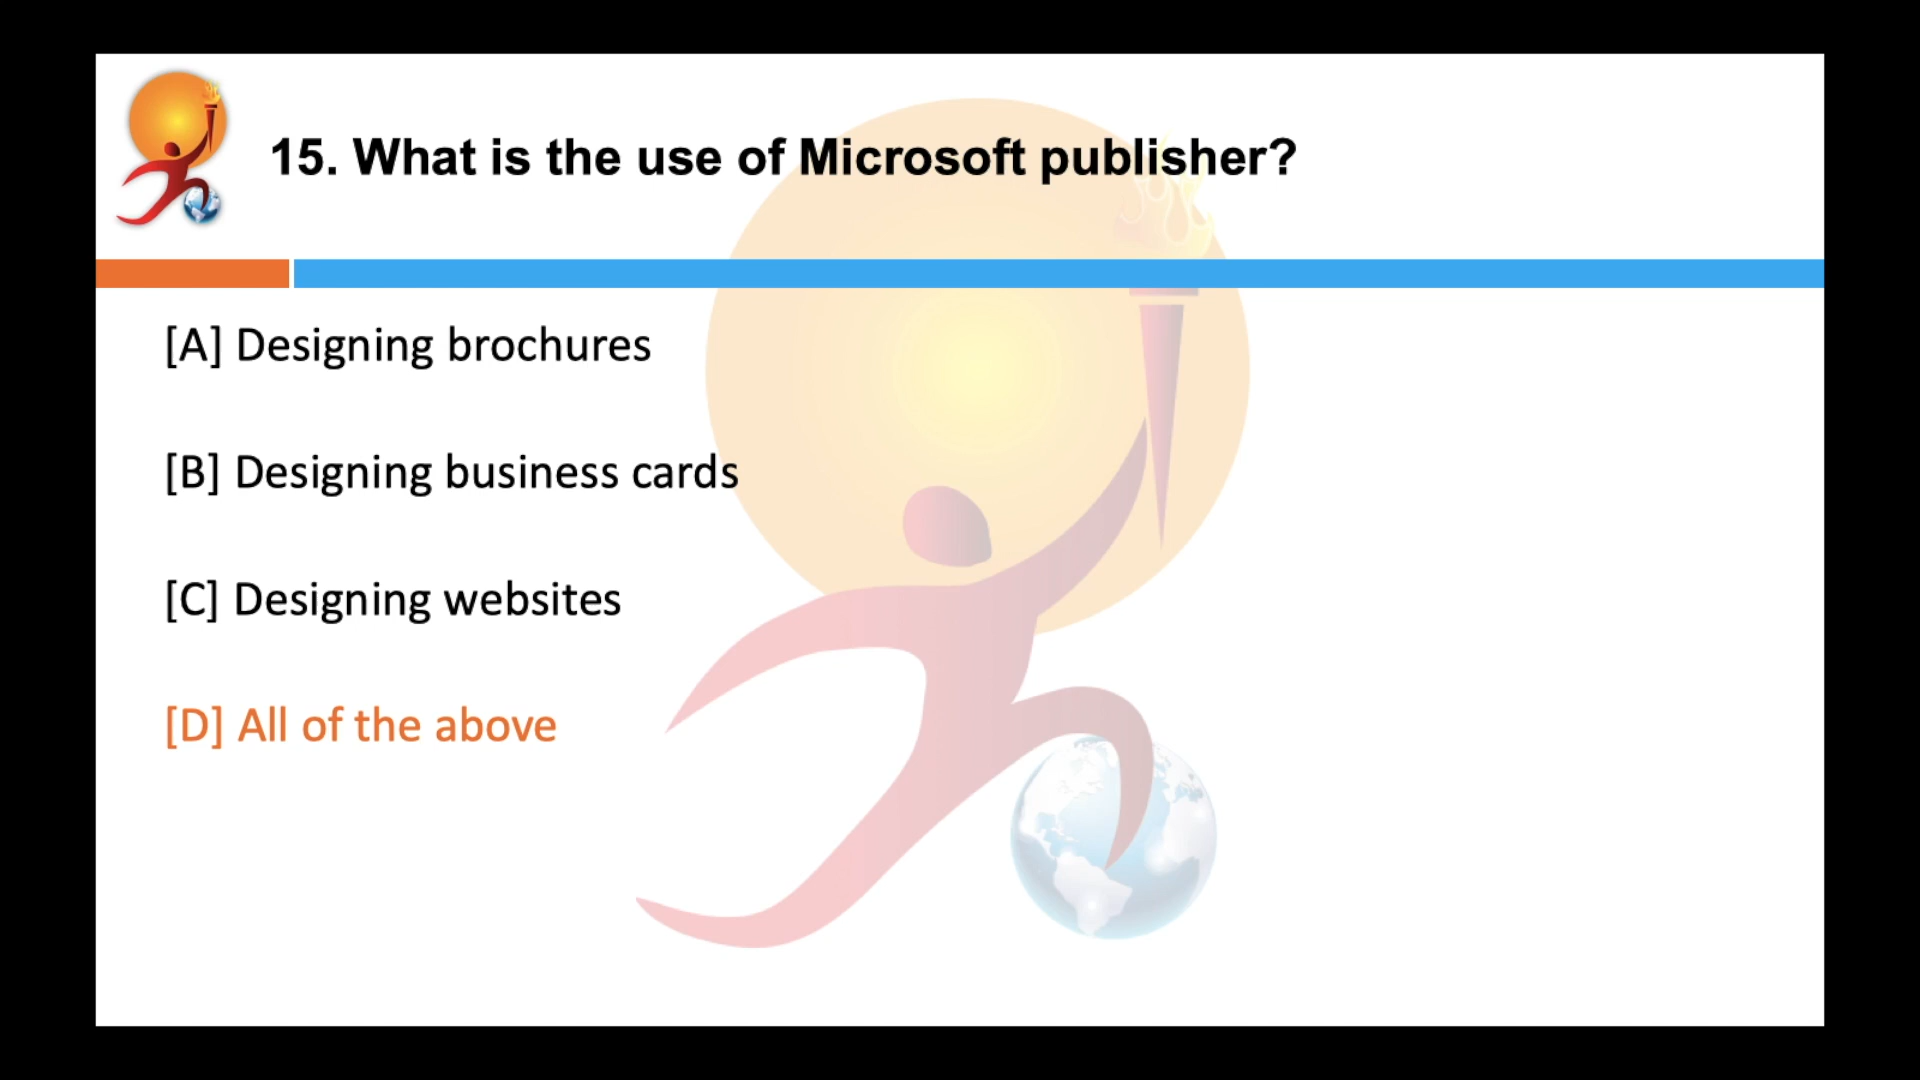 15. What is the use of Microsoft publisher?
[A] Designing brochures
[B] Designing business cards
[C] Designing websites
[D] All of the above